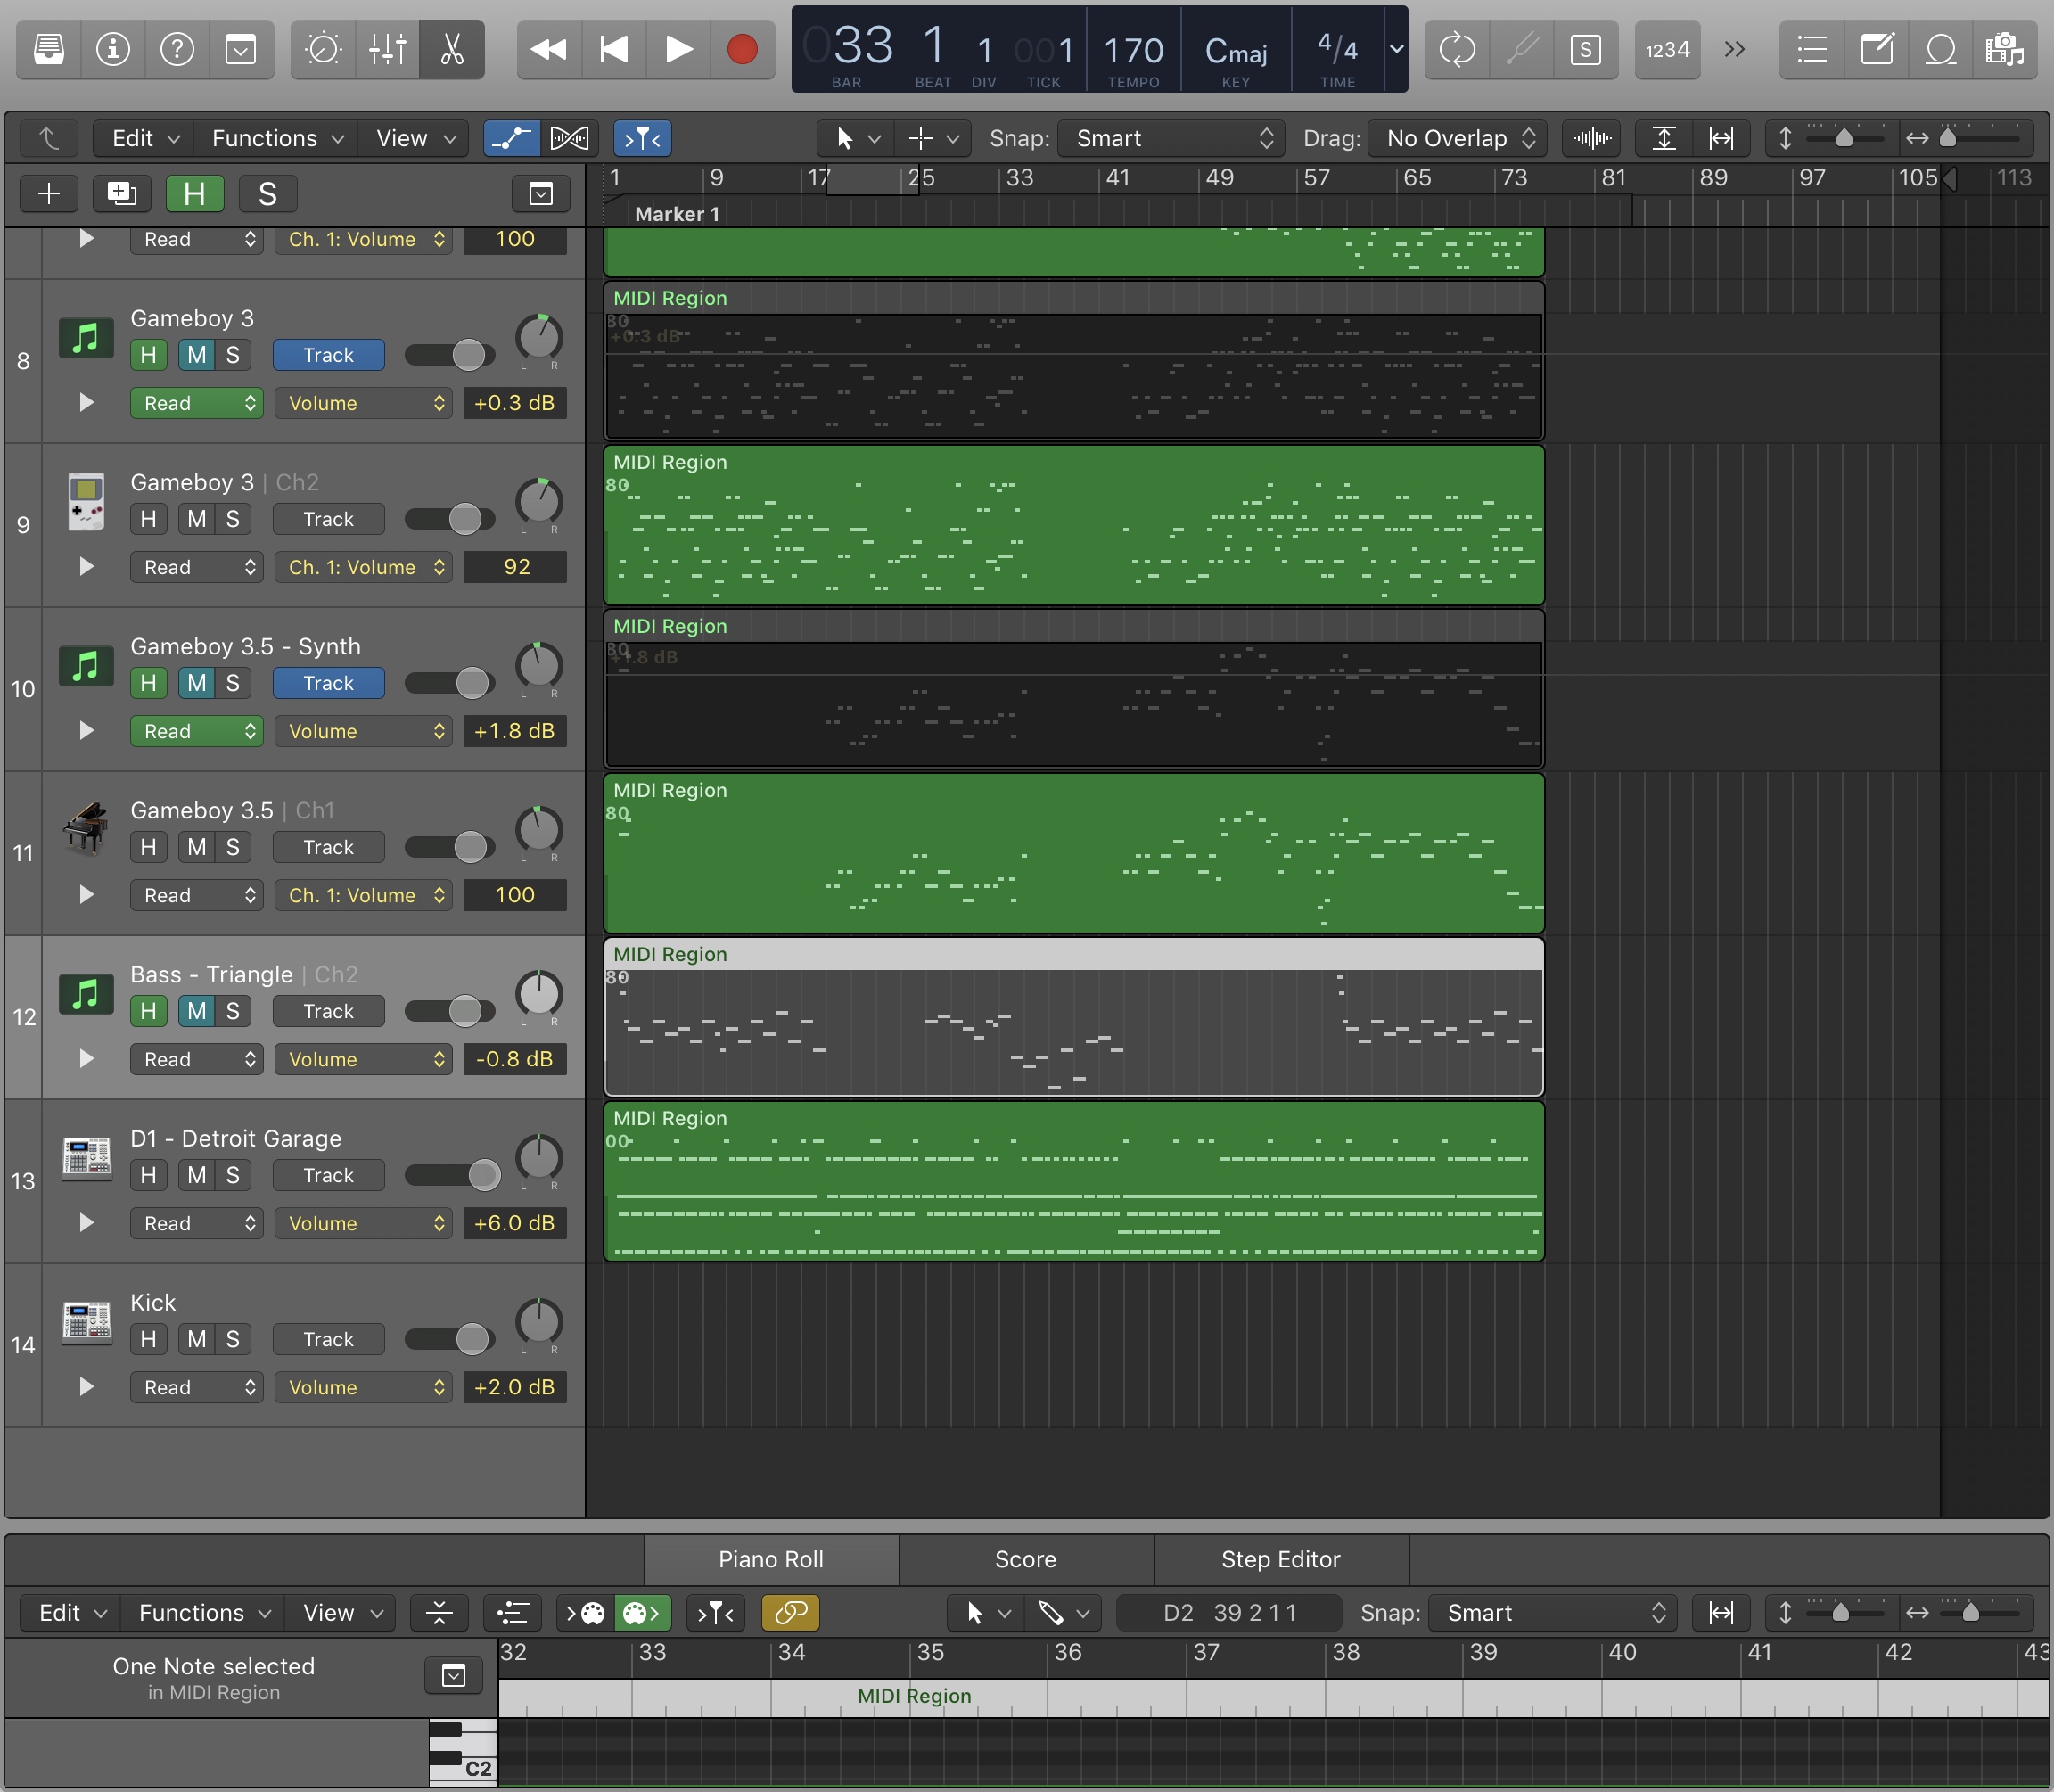 033 1 1 001 170 Cmaj 4/4
BAR BEAT DIV TICK TEMPO KEY TIME
S
1234
Edit Functions View Snap: Smart Drag: No Overlap
H S
1 9 17 25 33 41 49 57 65 73 81 89 97 105 113
Marker 1
Read Ch. 1: Volume 100
8
Gameboy 3
H M S Track
L R
Read Volume +0.3 dB
MIDI Region
80
+0.3 dB
9
Gameboy 3 | Ch2
H M S Track
L R
Read Ch. 1: Volume 92
MIDI Region
80
10
Gameboy 3.5 - Synth
H M S Track
L R
Read Volume +1.8 dB
MIDI Region
80
+1.8 dB
11
Gameboy 3.5 | Ch1
H M S Track
L R
Read Ch. 1: Volume 100
MIDI Region
80
12
Bass - Triangle | Ch2
H M S Track
L R
Read Volume -0.8 dB
MIDI Region
80
13
D1 - Detroit Garage
H M S Track
L R
Read Volume +6.0 dB
MIDI Region
00
14
Kick
H M S Track
L R
Read Volume +2.0 dB
Piano Roll Score Step Editor
Edit Functions View D2 39 2 1 1 Snap: Smart
One Note selected
in MIDI Region
32 33 34 35 36 37 38 39 40 41 42 43
MIDI Region
C2